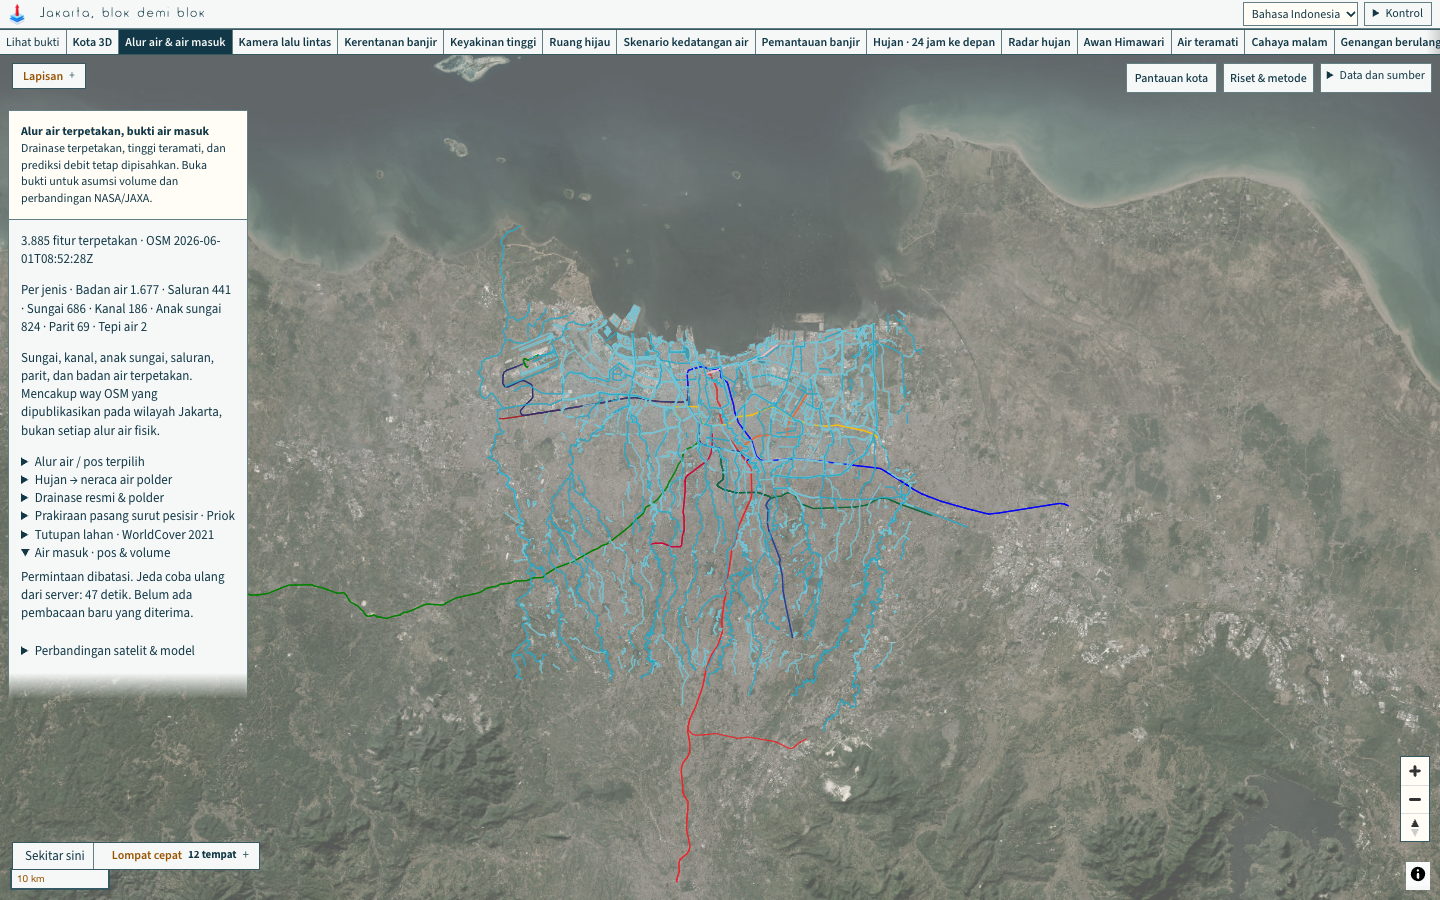 Jakarta, blok demi blok
Bahasa Indonesia
Kontrol
Lihat bukti
Kota 3D
Alur air & air masuk
Kamera lalu lintas
Kerentanan banjir
Keyakinan tinggi
Ruang hijau
Skenario kedatangan air
Pemantauan banjir
Hujan · 24 jam ke depan
Radar hujan
Awan Himawari
Air teramati
Cahaya malam
Genangan berulang
Lapisan +
Pantauan kota
Riset & metode
Data dan sumber
Alur air terpetakan, bukti air masuk
Drainase terpetakan, tinggi teramati, dan
prediksi debit tetap dipisahkan. Buka
bukti untuk asumsi volume dan
perbandingan NASA/JAXA.
3.885 fitur terpetakan · OSM 2026-06-
01T08:52:28Z
Per jenis · Badan air 1.677 · Saluran 441
· Sungai 686 · Kanal 186 · Anak sungai
824 · Parit 69 · Tepi air 2
Sungai, kanal, anak sungai, saluran,
parit, dan badan air terpetakan.
Mencakup way OSM yang
dipublikasikan pada wilayah Jakarta,
bukan setiap alur air fisik.
Alur air / pos terpilih
Hujan → neraca air polder
Drainase resmi & polder
Prakiraan pasang surut pesisir · Priok
Tutupan lahan · WorldCover 2021
Air masuk · pos & volume
Permintaan dibatasi. Jeda coba ulang
dari server: 47 detik. Belum ada
pembacaan baru yang diterima.
Perbandingan satelit & model
Sekitar sini
Lompat cepat 12 tempat +
10 km